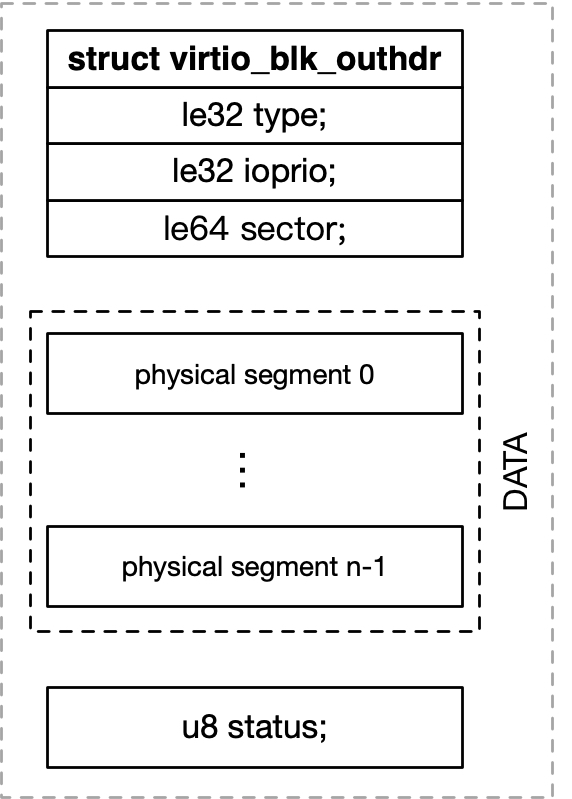 struct virtio_blk_outhdr
le32 type;
le32 ioprio;
le64 sector;
physical segment 0
⋮
physical segment n-1
DATA
u8 status;